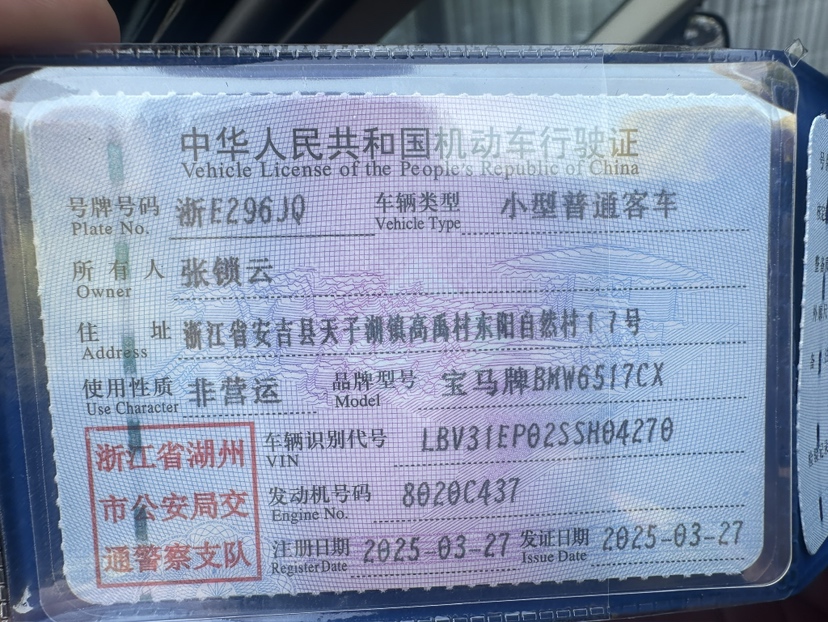 中华人民共和国机动车行驶证
Vehicle License of the People's Republic of China
号牌号码 浙E296JQ 车辆类型 小型普通客车
Plate No. Vehicle Type
所有人 张锁云
Owner
住址 浙江省安吉县天子湖镇高禹村东阳自然村17号
Address
使用性质 非营运 品牌型号 宝马牌BMW6517CX
Use Character Model
浙江省湖州
市公安局交
通警察支队
车辆识别代号 LBV31EP02SSH04270
VIN
发动机号码 8020C437
Engine No.
注册日期 2025-03-27 发证日期 2025-03-27
Register Date Issue Date